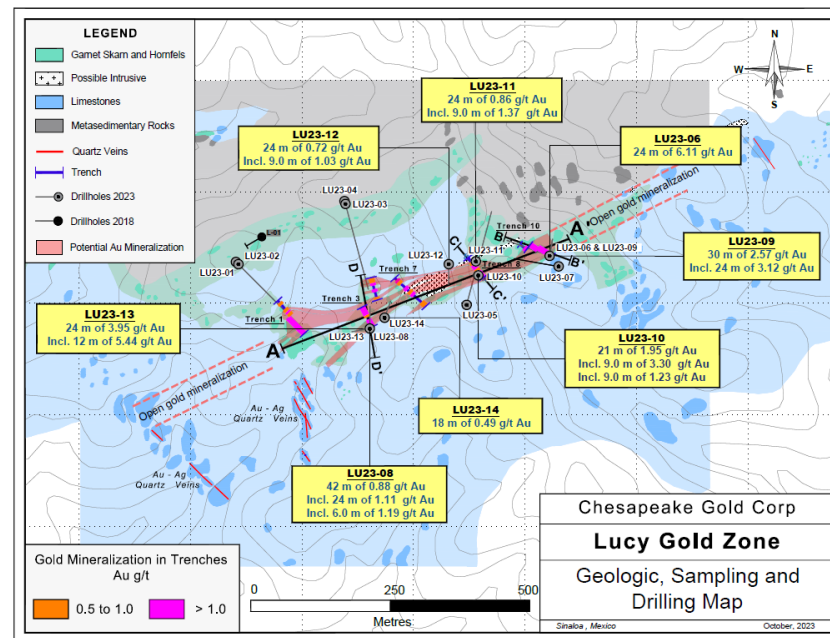 LEGEND
Garnet Skarn and Hornfels
Possible Intrusive
Limestones
Metasedimentary Rocks
Quartz Veins
Trench
Drillholes 2023
Drillholes 2018
Potential Au Mineralization
N
W
E
S
LU23-11
24 m of 0.86 g/t Au
Incl. 9.0 m of 1.37 g/t Au
LU23-12
24 m of 0.72 g/t Au
Incl. 9.0 m of 1.03 g/t Au
LU23-06
24 m of 6.11 g/t Au
LU23-04
LU23-03
L-01
LU23-02
LU23-01
Open gold mineralization
Trench 10
A'
C
B
LU23-11
LU23-12
LU23-06 & LU23-09
B'
LU23-07
LU23-10
C'
LU23-09
30 m of 2.57 g/t Au
Incl. 24 m of 3.12 g/t Au
D
Trench 7
Trench 3
Trench 1
LU23-05
LU23-14
LU23-13
LU23-08
A
D'
LU23-13
24 m of 3.95 g/t Au
Incl. 12 m of 5.44 g/t Au
LU23-10
21 m of 1.95 g/t Au
Incl. 9.0 m of 3.30 g/t Au
Incl. 9.0 m of 1.23 g/t Au
Open gold mineralization
Au - Ag
Quartz Veins
LU23-14
18 m of 0.49 g/t Au
Au - Ag
Quartz Veins
LU23-08
42 m of 0.88 g/t Au
Incl. 24 m of 1.11 g/t Au
Incl. 6.0 m of 1.19 g/t Au
Gold Mineralization in Trenches
Au g/t
0.5 to 1.0
> 1.0
0
250
500
Metres
Chesapeake Gold Corp
Lucy Gold Zone
Geologic, Sampling and
Drilling Map
Sinaloa , Mexico
October, 2023